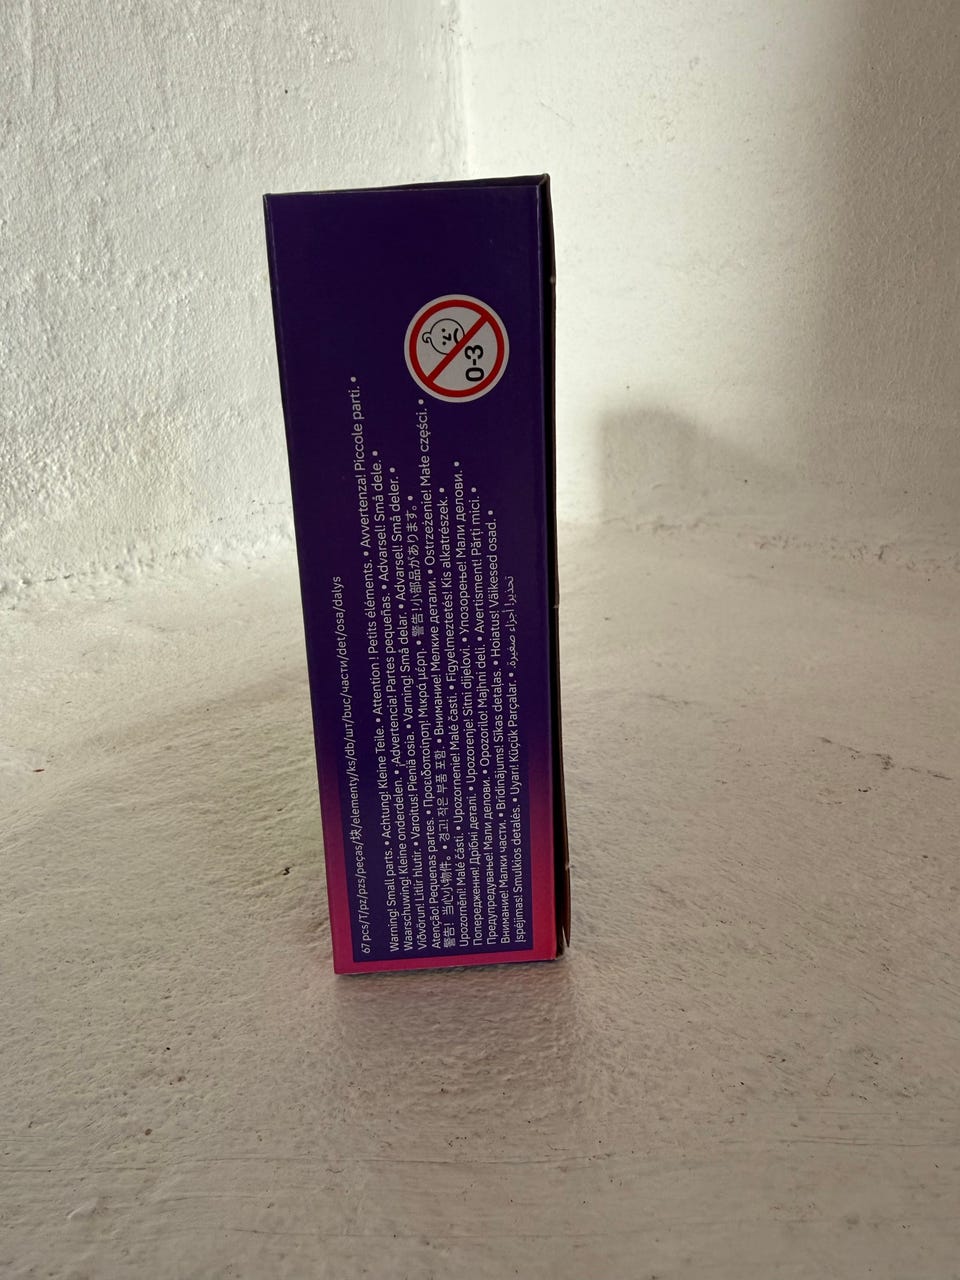 67 pcs/T/pz/pzs/peças/块/elementy/ks/db/шт/buc/части/det/osa/dalys
Warning! Small parts. • Achtung! Kleine Teile. • Attention ! Petits éléments. • Avvertenza! Piccole parti. •
Waarschuwing! Kleine onderdelen. • ¡Advertencia! Partes pequeñas. • Advarsel! Små dele. •
Viðvörun! Litlir hlutir. • Varoitus! Pieniä osia. • Varning! Små delar. • Advarsel! Små deler. •
Atenção! Pequenas partes. • Προειδοποίηση! Μικρά μέρη. • 警告!小部品があります。 •
警告! 当心小物件。 • 경고! 작은 부품 포함. • Внимание! Мелкие детали. • Ostrzeżenie! Małe części. •
Upozornění! Malé části. • Upozornenie! Malé časti. • Figyelmeztetés! Kis alkatrészek. •
Попередження! Дрібні деталі. • Upozorenje! Sitni dijelovi. • Упозорење! Мали делови. •
Предупредување! Мали делови. • Opozorilo! Majhni deli. • Avertisment! Părți mici. •
Внимание! Малки части. • Brīdinājums! Sīkas detaļas. • Hoiatus! Väikesed osad. •
Įspėjimas! Smulkios detalės. • Uyarı! Küçük Parçalar. • تحذير! أجزاء صغيرة.
0-3